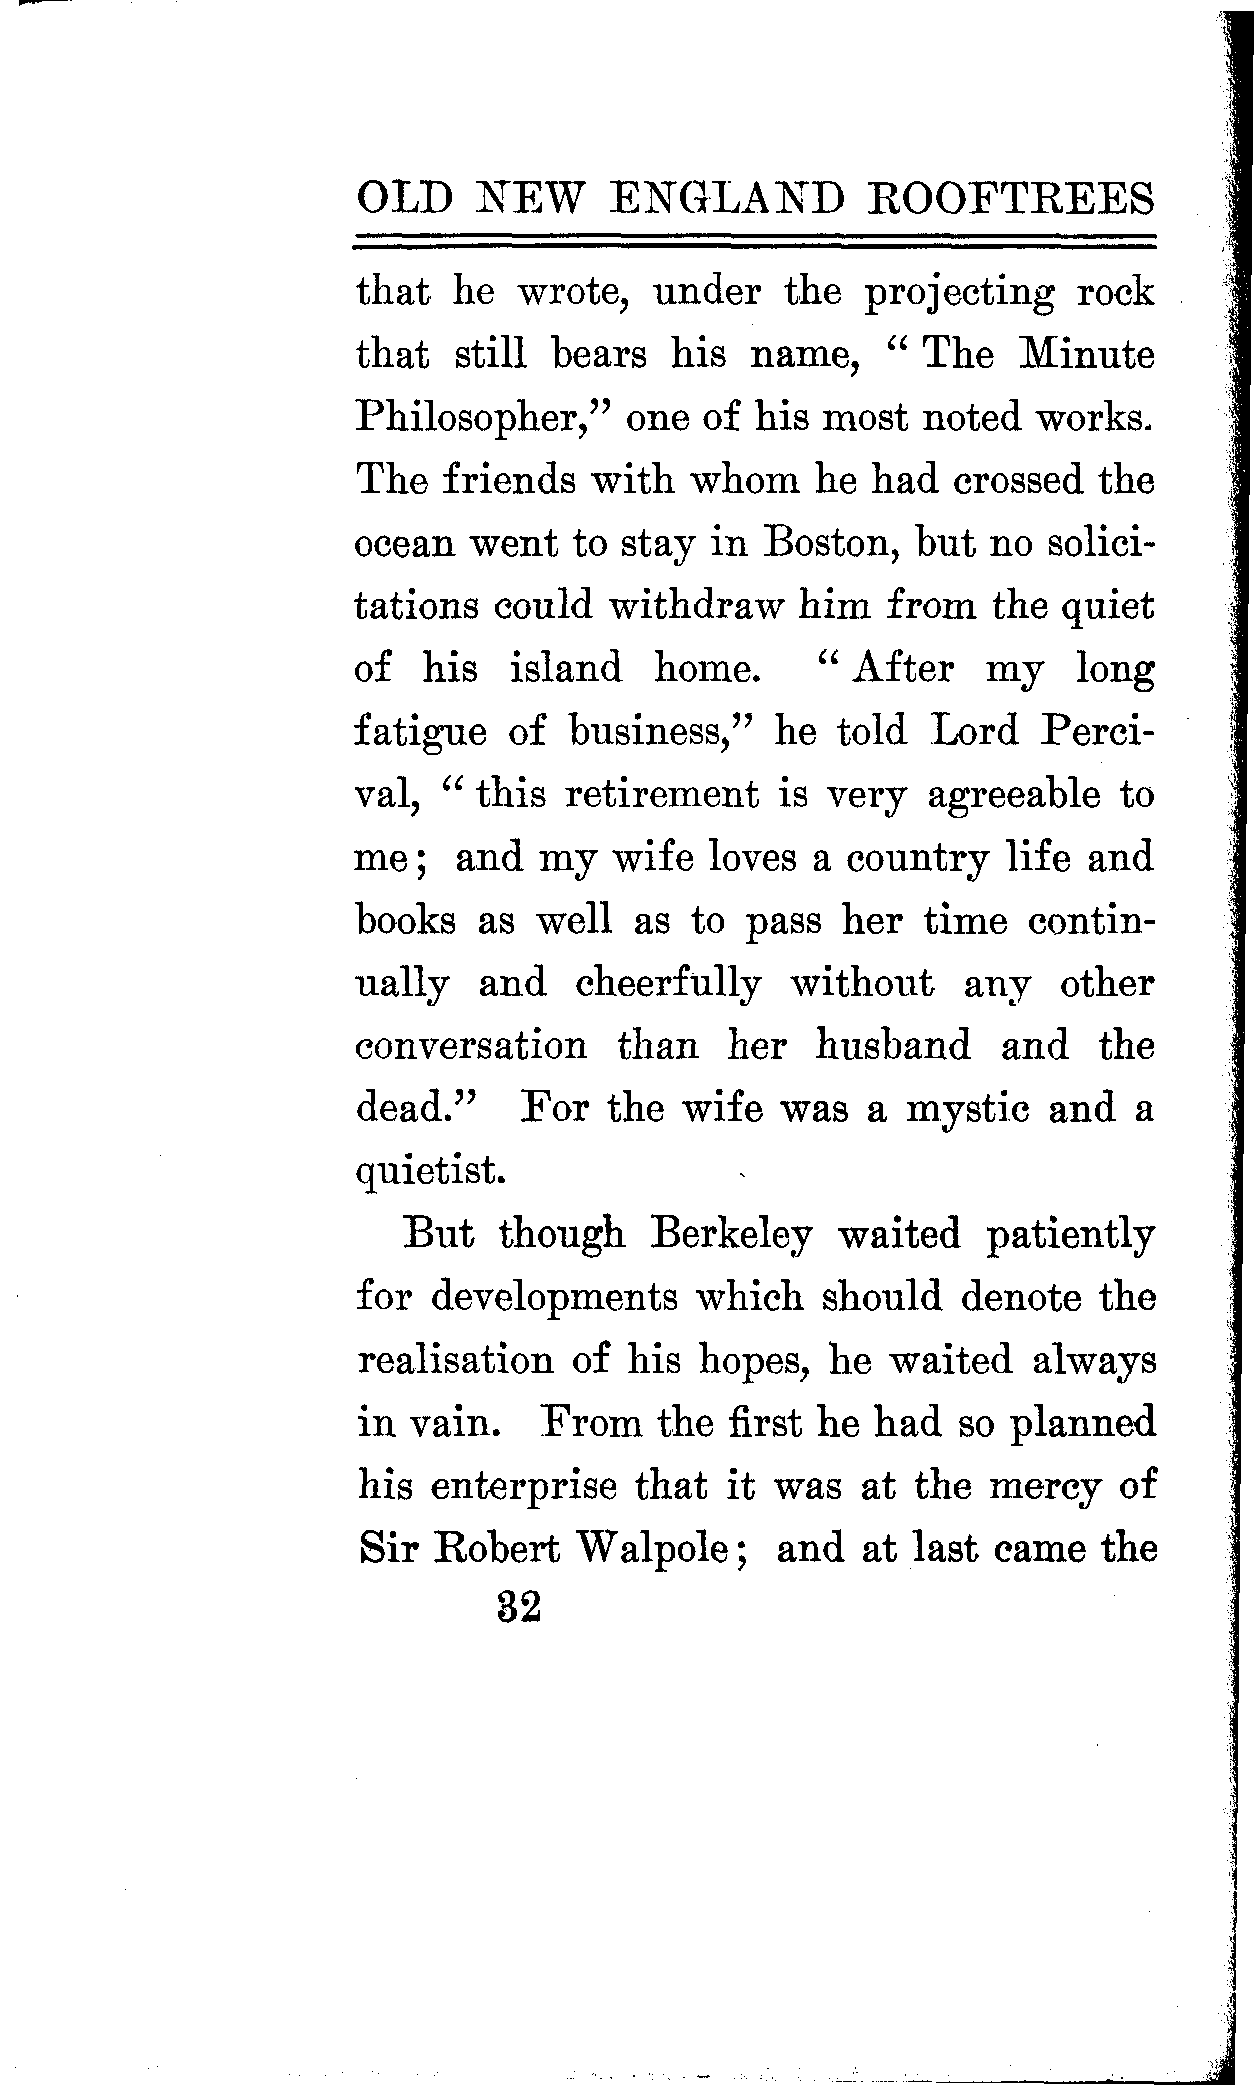 OLD NEW ENGLAND ROOFTREES
that he wrote, under the projecting rock
that still bears his name, “ The Minute
Philosopher,” one of his most noted works.
The friends with whom he had crossed the
ocean went to stay in Boston, but no solici-
tations could withdraw him from the quiet
of his island home. “ After my long
fatigue of business,” he told Lord Perci-
val, “ this retirement is very agreeable to
me ; and my wife loves a country life and
books as well as to pass her time contin-
ually and cheerfully without any other
conversation than her husband and the
dead.” For the wife was a mystic and a
quietist.
But though Berkeley waited patiently
for developments which should denote the
realisation of his hopes, he waited always
in vain. From the first he had so planned
his enterprise that it was at the mercy of
Sir Robert Walpole ; and at last came the
32